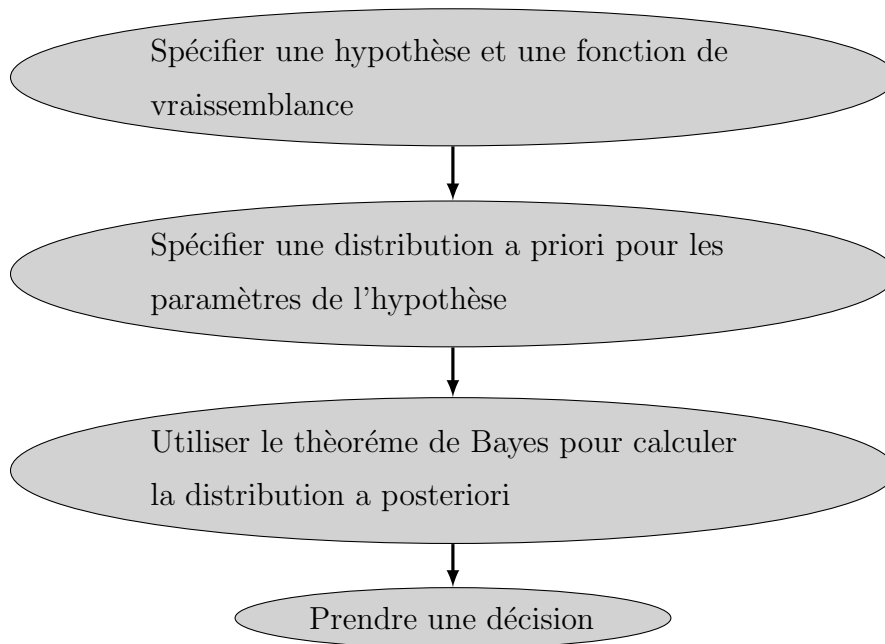 Spécifier une hypothèse et une fonction de
vraissemblance
Spécifier une distribution a priori pour les
paramètres de l'hypothèse
Utiliser le thèoréme de Bayes pour calculer
la distribution a posteriori
Prendre une décision